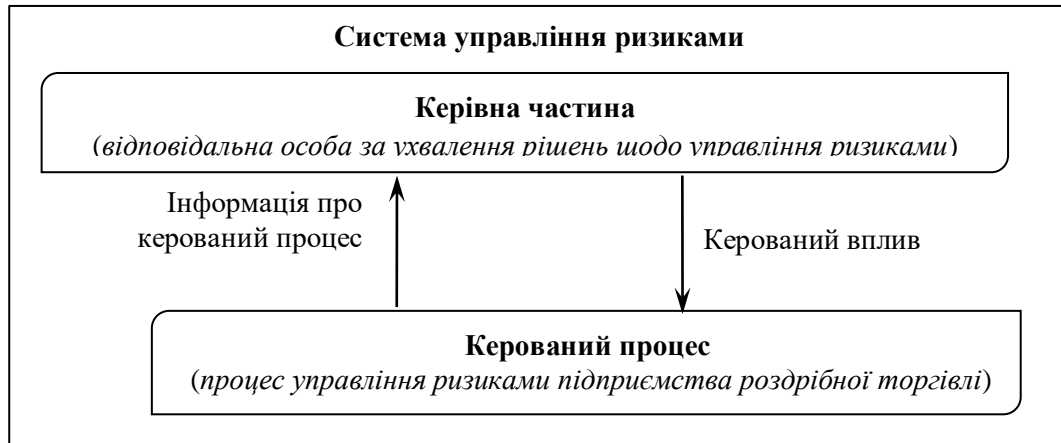 Система управління ризиками
Керівна частина
(відповідальна особа за ухвалення рішень щодо управління ризиками)
Інформація про
керований процес
Керований вплив
Керований процес
(процес управління ризиками підприємства роздрібної торгівлі)